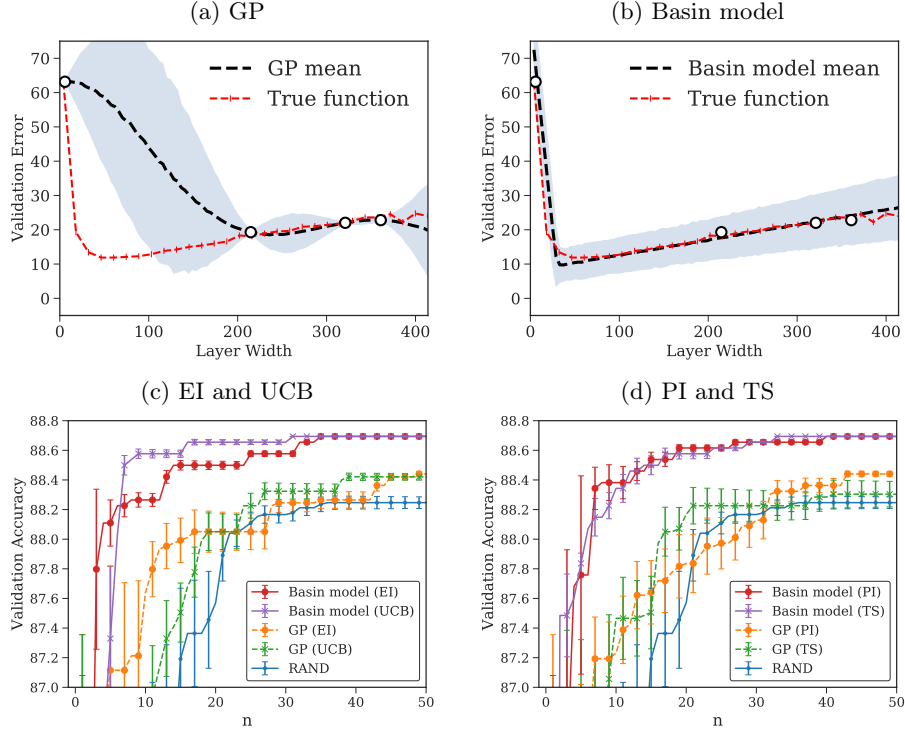 (a) GP
(b) Basin model
70
60
50
40
30
20
10
0
Validation Error
GP mean
True function
0
100
200
300
400
Layer Width
70
60
50
40
30
20
10
0
Validation Error
Basin model mean
True function
0
100
200
300
400
Layer Width
(c) EI and UCB
(d) PI and TS
88.8
88.6
88.4
88.2
88.0
87.8
87.6
87.4
87.2
87.0
Validation Accuracy
Basin model (EI)
Basin model (UCB)
GP (EI)
GP (UCB)
RAND
0
10
20
30
40
50
n
88.8
88.6
88.4
88.2
88.0
87.8
87.6
87.4
87.2
87.0
Validation Accuracy
Basin model (PI)
Basin model (TS)
GP (PI)
GP (TS)
RAND
0
10
20
30
40
50
n